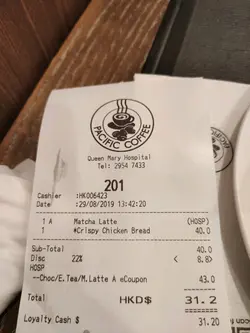 PACIFIC COFFEE
Queen Mary Hospital
Tel: 2954 7433
201
Cashier :HK006423
Date :29/08/2019 13:42:20
1 A Matcha Latte (HOSP)
1 #Crispy Chicken Bread 40.0
Sub-Total 40.0
Disc 22% < 8.8>
HOSP
--Choc/E.Tea/M.Latte A eCoupon 43.0
Total HKD$ 31.2
Loyalty Cash $ 31.20